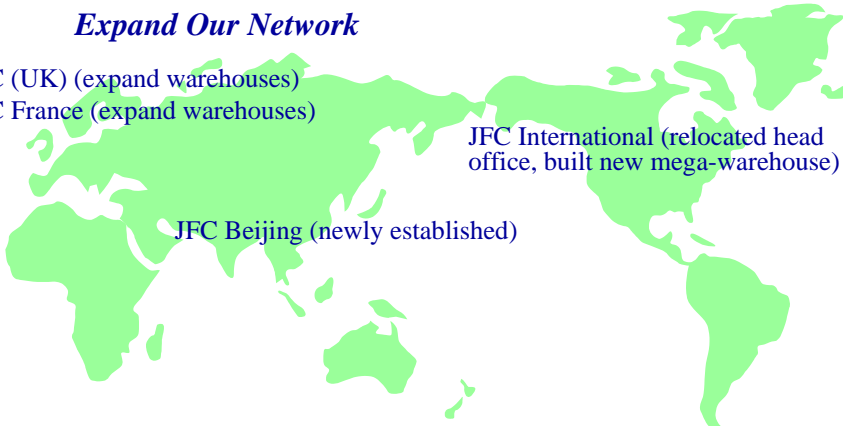 Expand Our Network
C (UK) (expand warehouses)
C France (expand warehouses)
JFC International (relocated head
office, built new mega-warehouse)
JFC Beijing (newly established)